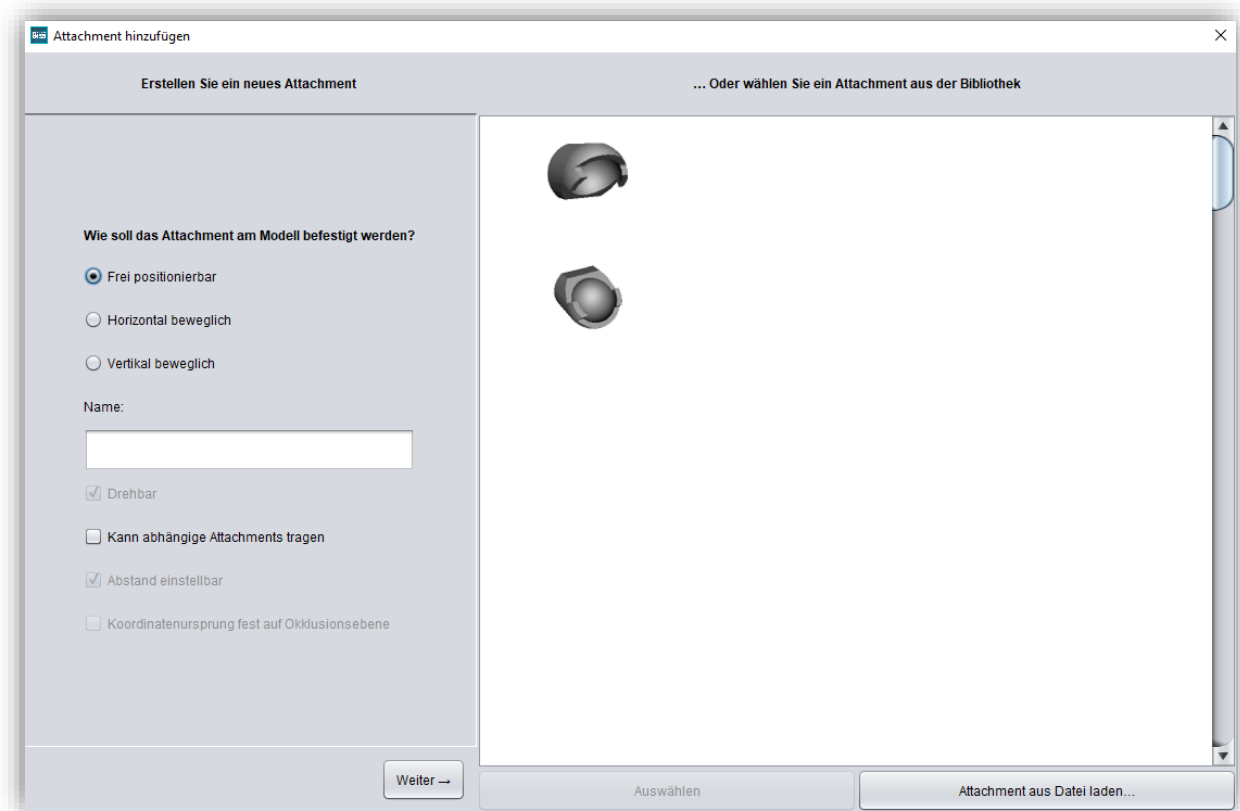 Attachment hinzufügen
Erstellen Sie ein neues Attachment
... Oder wählen Sie ein Attachment aus der Bibliothek
Wie soll das Attachment am Modell befestigt werden?
Frei positionierbar
Horizontal beweglich
Vertikal beweglich
Name:
Drehbar
Kann abhängige Attachments tragen
Abstand einstellbar
Koordinatenursprung fest auf Okklusionsebene
Weiter →
Auswählen
Attachment aus Datei laden...